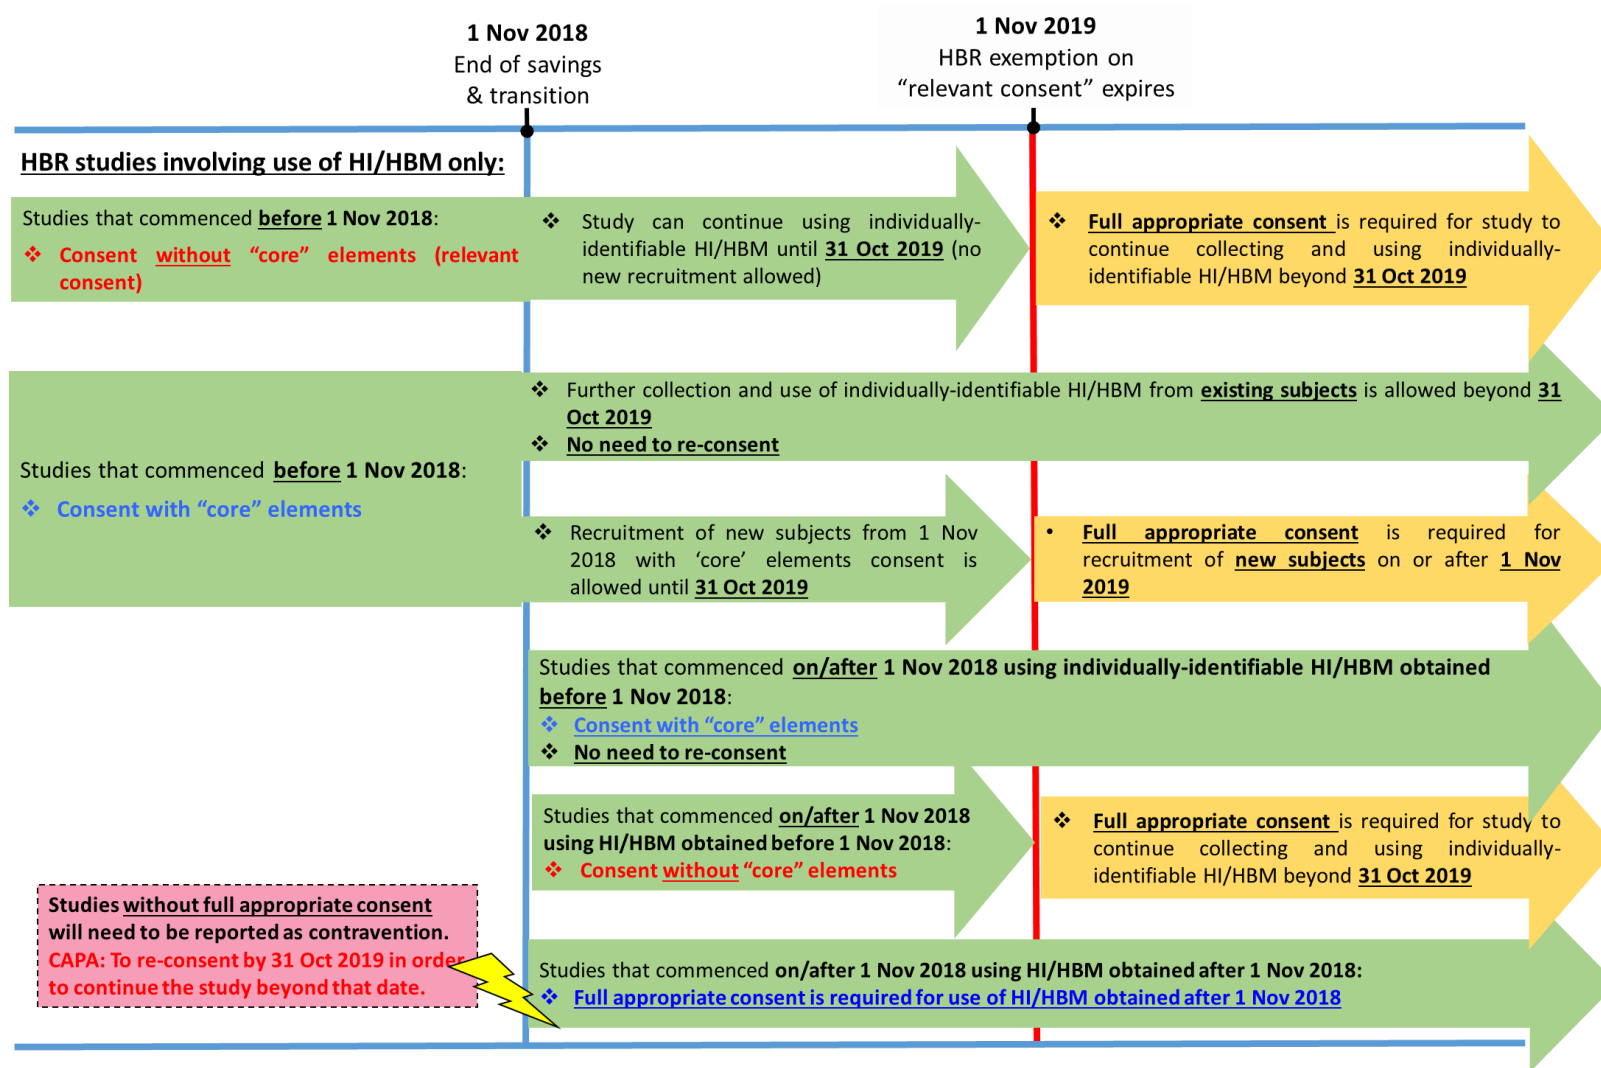 1 Nov 2018
End of savings
& transition
1 Nov 2019
HBR exemption on
“relevant consent” expires
HBR studies involving use of HI/HBM only:
Studies that commenced before 1 Nov 2018:
❖ Consent without “core” elements (relevant
consent)
❖ Study can continue using individually-
identifiable HI/HBM until 31 Oct 2019 (no
new recruitment allowed)
❖ Full appropriate consent is required for study to
continue collecting and using individually-
identifiable HI/HBM beyond 31 Oct 2019
Studies that commenced before 1 Nov 2018:
❖ Consent with “core” elements
❖ Further collection and use of individually-identifiable HI/HBM from existing subjects is allowed beyond 31
Oct 2019
❖ No need to re-consent
❖ Recruitment of new subjects from 1 Nov
2018 with ‘core’ elements consent is
allowed until 31 Oct 2019
• Full appropriate consent is required for
recruitment of new subjects on or after 1 Nov
2019
Studies that commenced on/after 1 Nov 2018 using individually-identifiable HI/HBM obtained
before 1 Nov 2018:
❖ Consent with “core” elements
❖ No need to re-consent
Studies that commenced on/after 1 Nov 2018
using HI/HBM obtained before 1 Nov 2018:
❖ Consent without “core” elements
❖ Full appropriate consent is required for study to
continue collecting and using individually-
identifiable HI/HBM beyond 31 Oct 2019
Studies without full appropriate consent
will need to be reported as contravention.
CAPA: To re-consent by 31 Oct 2019 in order
to continue the study beyond that date.
Studies that commenced on/after 1 Nov 2018 using HI/HBM obtained after 1 Nov 2018:
❖ Full appropriate consent is required for use of HI/HBM obtained after 1 Nov 2018